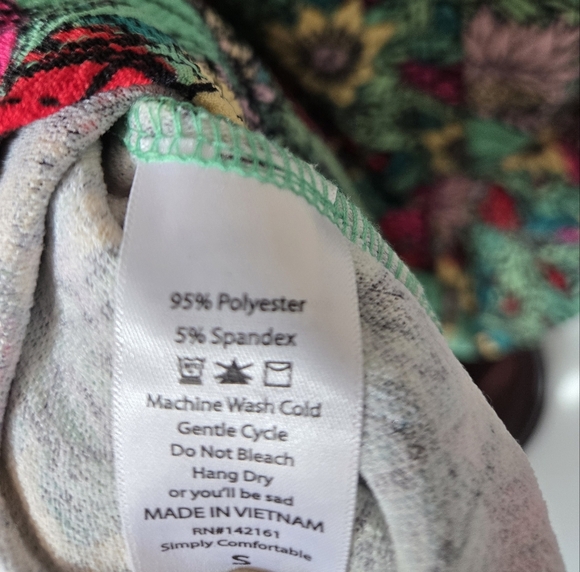 95% Polyester
5% Spandex
Machine Wash Cold
Gentle Cycle
Do Not Bleach
Hang Dry
or you'll be sad
MADE IN VIETNAM
RN#142161
Simply Comfortable
S